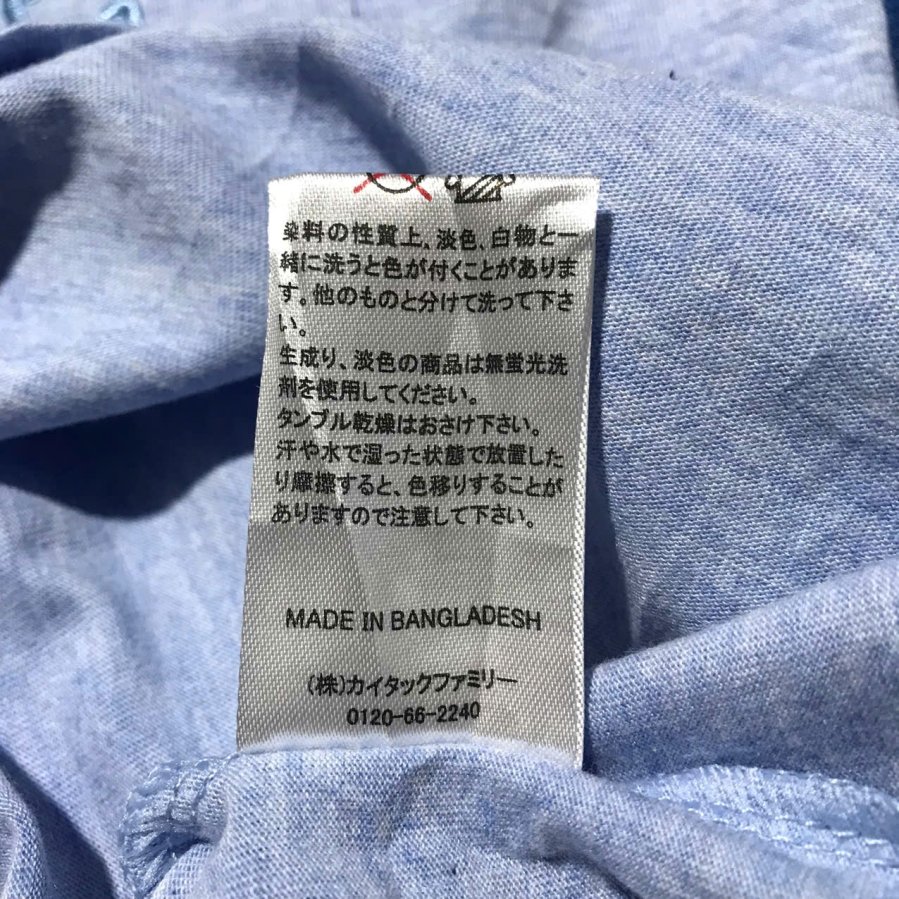 染料の性質上、淡色、白物と一
緒に洗うと色が付くことがありま
す。他のものと分けて洗って下さ
い。
生成り、淡色の商品は無蛍光洗
剤を使用してください。
タンブル乾燥はおさけ下さい。
汗や水で湿った状態で放置した
り摩擦すると、色移りすることが
ありますので注意して下さい。
MADE IN BANGLADESH
(株)カイタックファミリー
0120-66-2240